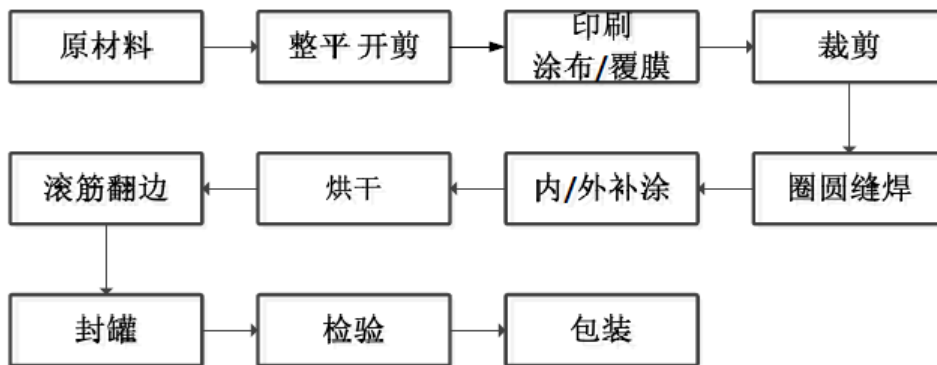 原材料
整平 开剪
印刷
涂布/覆膜
裁剪
圈圆缝焊
内/外补涂
烘干
滚筋翻边
封罐
检验
包装